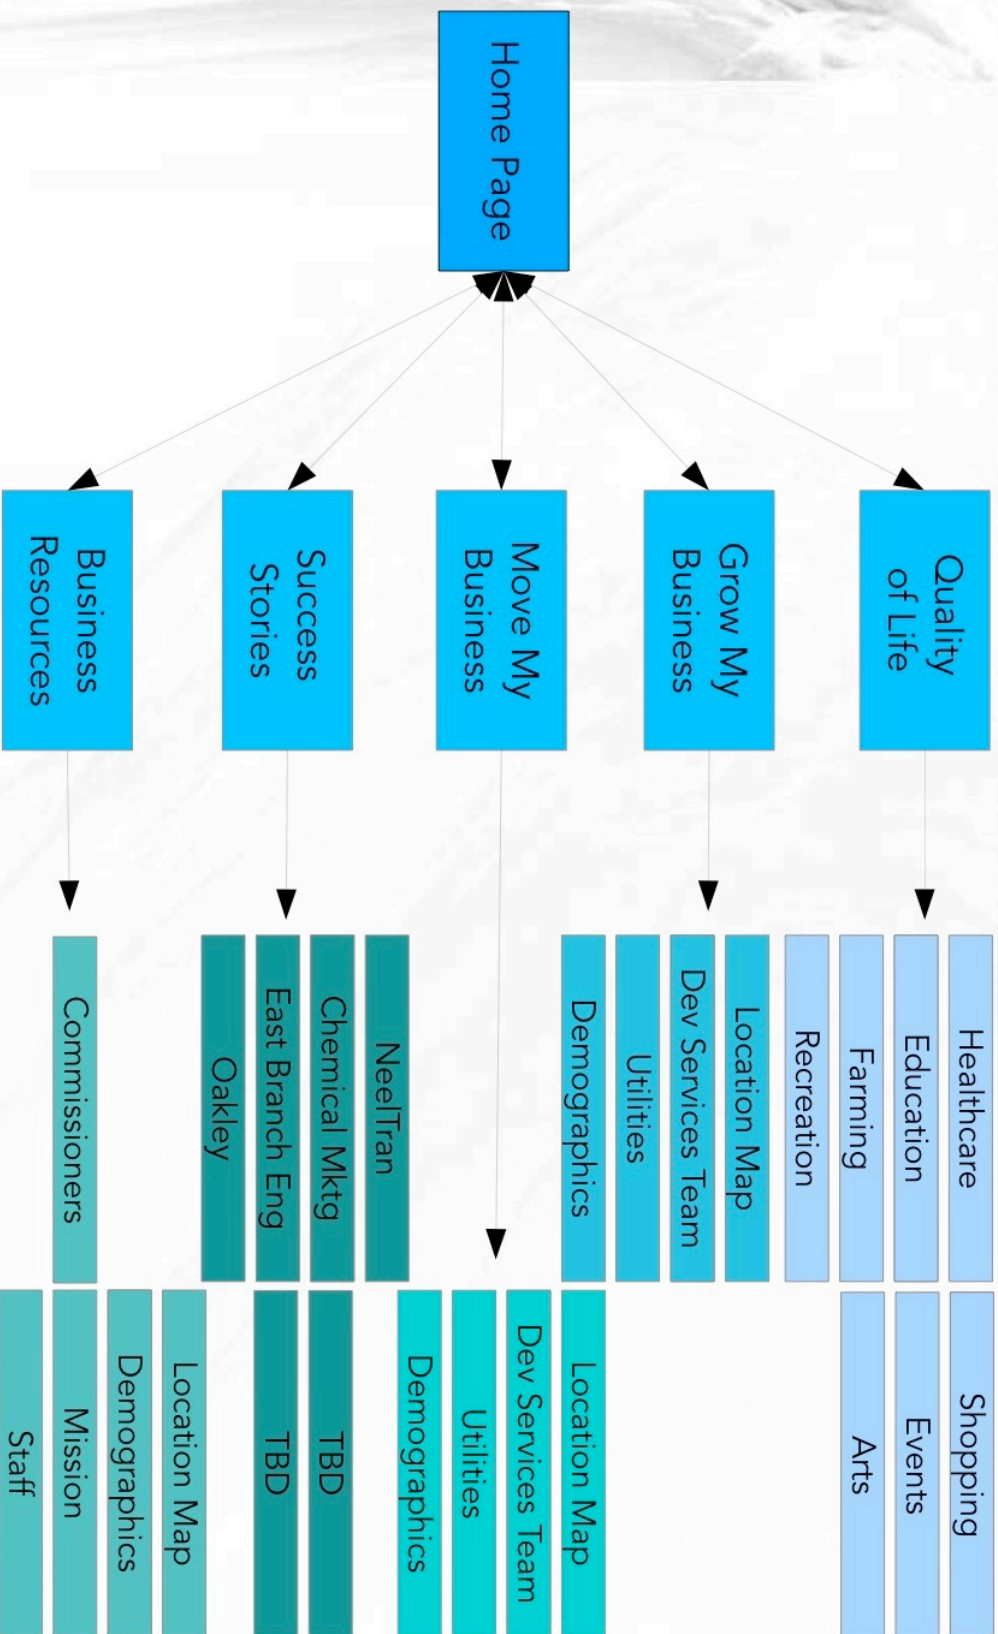 Home Page
Quality
of Life
Grow My
Business
Move My
Business
Success
Stories
Business
Resources
Healthcare
Education
Farming
Recreation
Shopping
Events
Arts
Location Map
Dev Services Team
Utilities
Demographics
Location Map
Dev Services Team
Utilities
Demographics
NeelTran
Chemical Mktg
East Branch Eng
Oakley
TBD
TBD
Commissioners
Location Map
Demographics
Mission
Staff